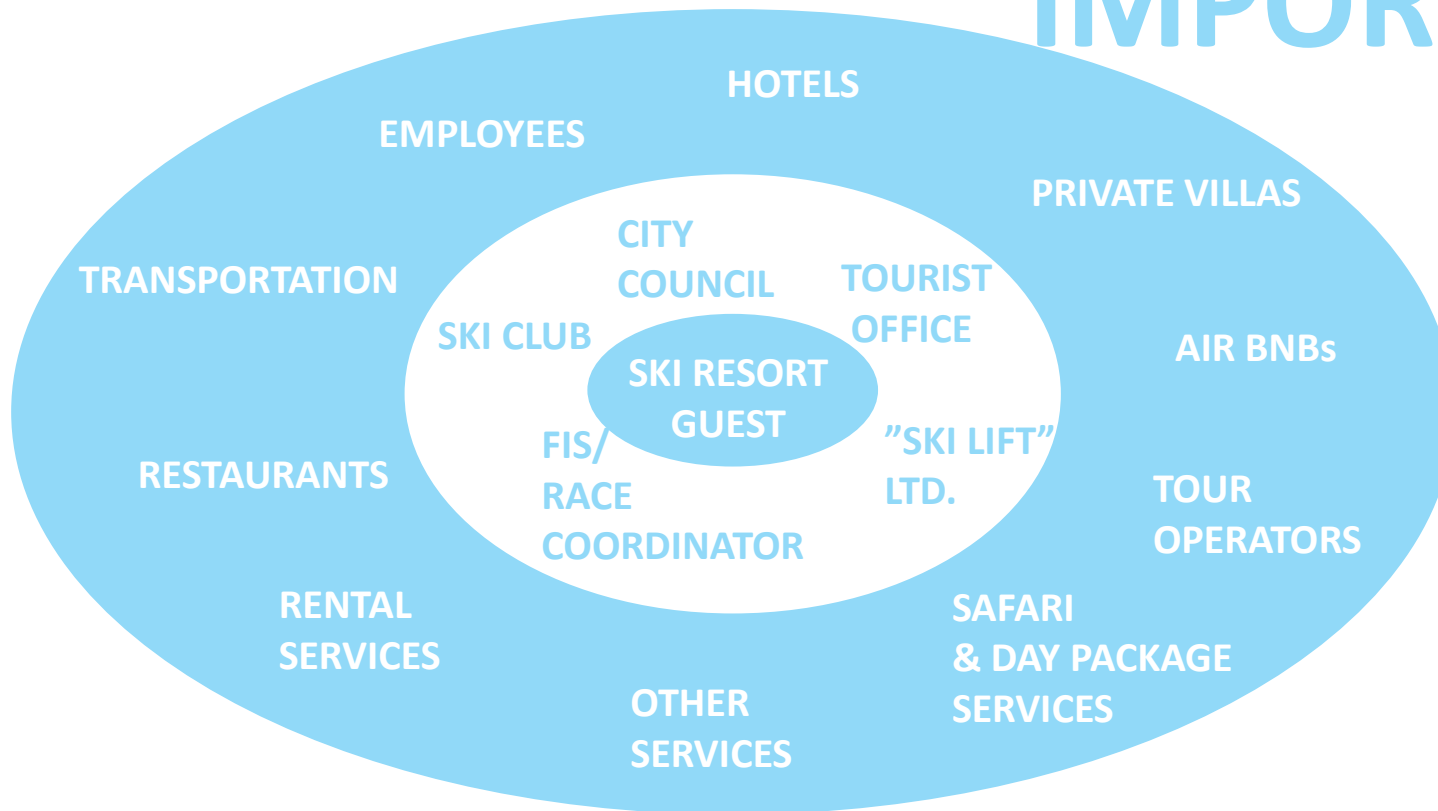 IMPOR
HOTELS
EMPLOYEES
PRIVATE VILLAS
CITY
COUNCIL
TOURIST
OFFICE
TRANSPORTATION
SKI CLUB
AIR BNBs
SKI RESORT
GUEST
FIS/
RACE
COORDINATOR
”SKI LIFT”
LTD.
RESTAURANTS
TOUR
OPERATORS
RENTAL
SERVICES
SAFARI
& DAY PACKAGE
SERVICES
OTHER
SERVICES